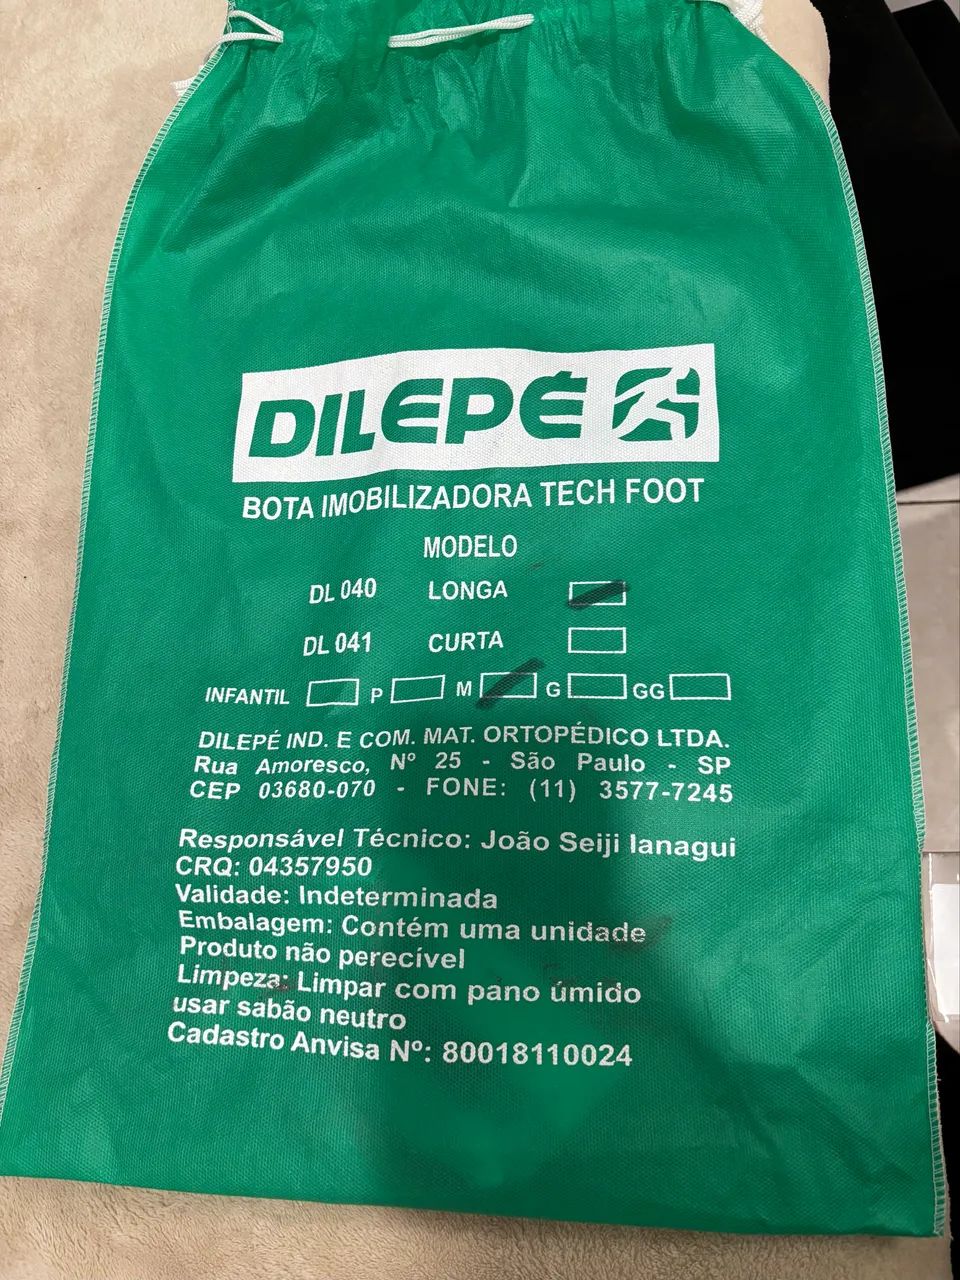 DILEPÉ
BOTA IMOBILIZADORA TECH FOOT
MODELO
DL 040 LONGA
DL 041 CURTA
INFANTIL P M G GG
DILEPÉ IND. E COM. MAT. ORTOPÉDICO LTDA.
Rua Amoresco, Nº 25 - São Paulo - SP
CEP 03680-070 - FONE: (11) 3577-7245
Responsável Técnico: João Seiji Ianagui
CRQ: 04357950
Validade: Indeterminada
Embalagem: Contém uma unidade
Produto não perecível
Limpeza: Limpar com pano úmido
usar sabão neutro
Cadastro Anvisa Nº: 80018110024